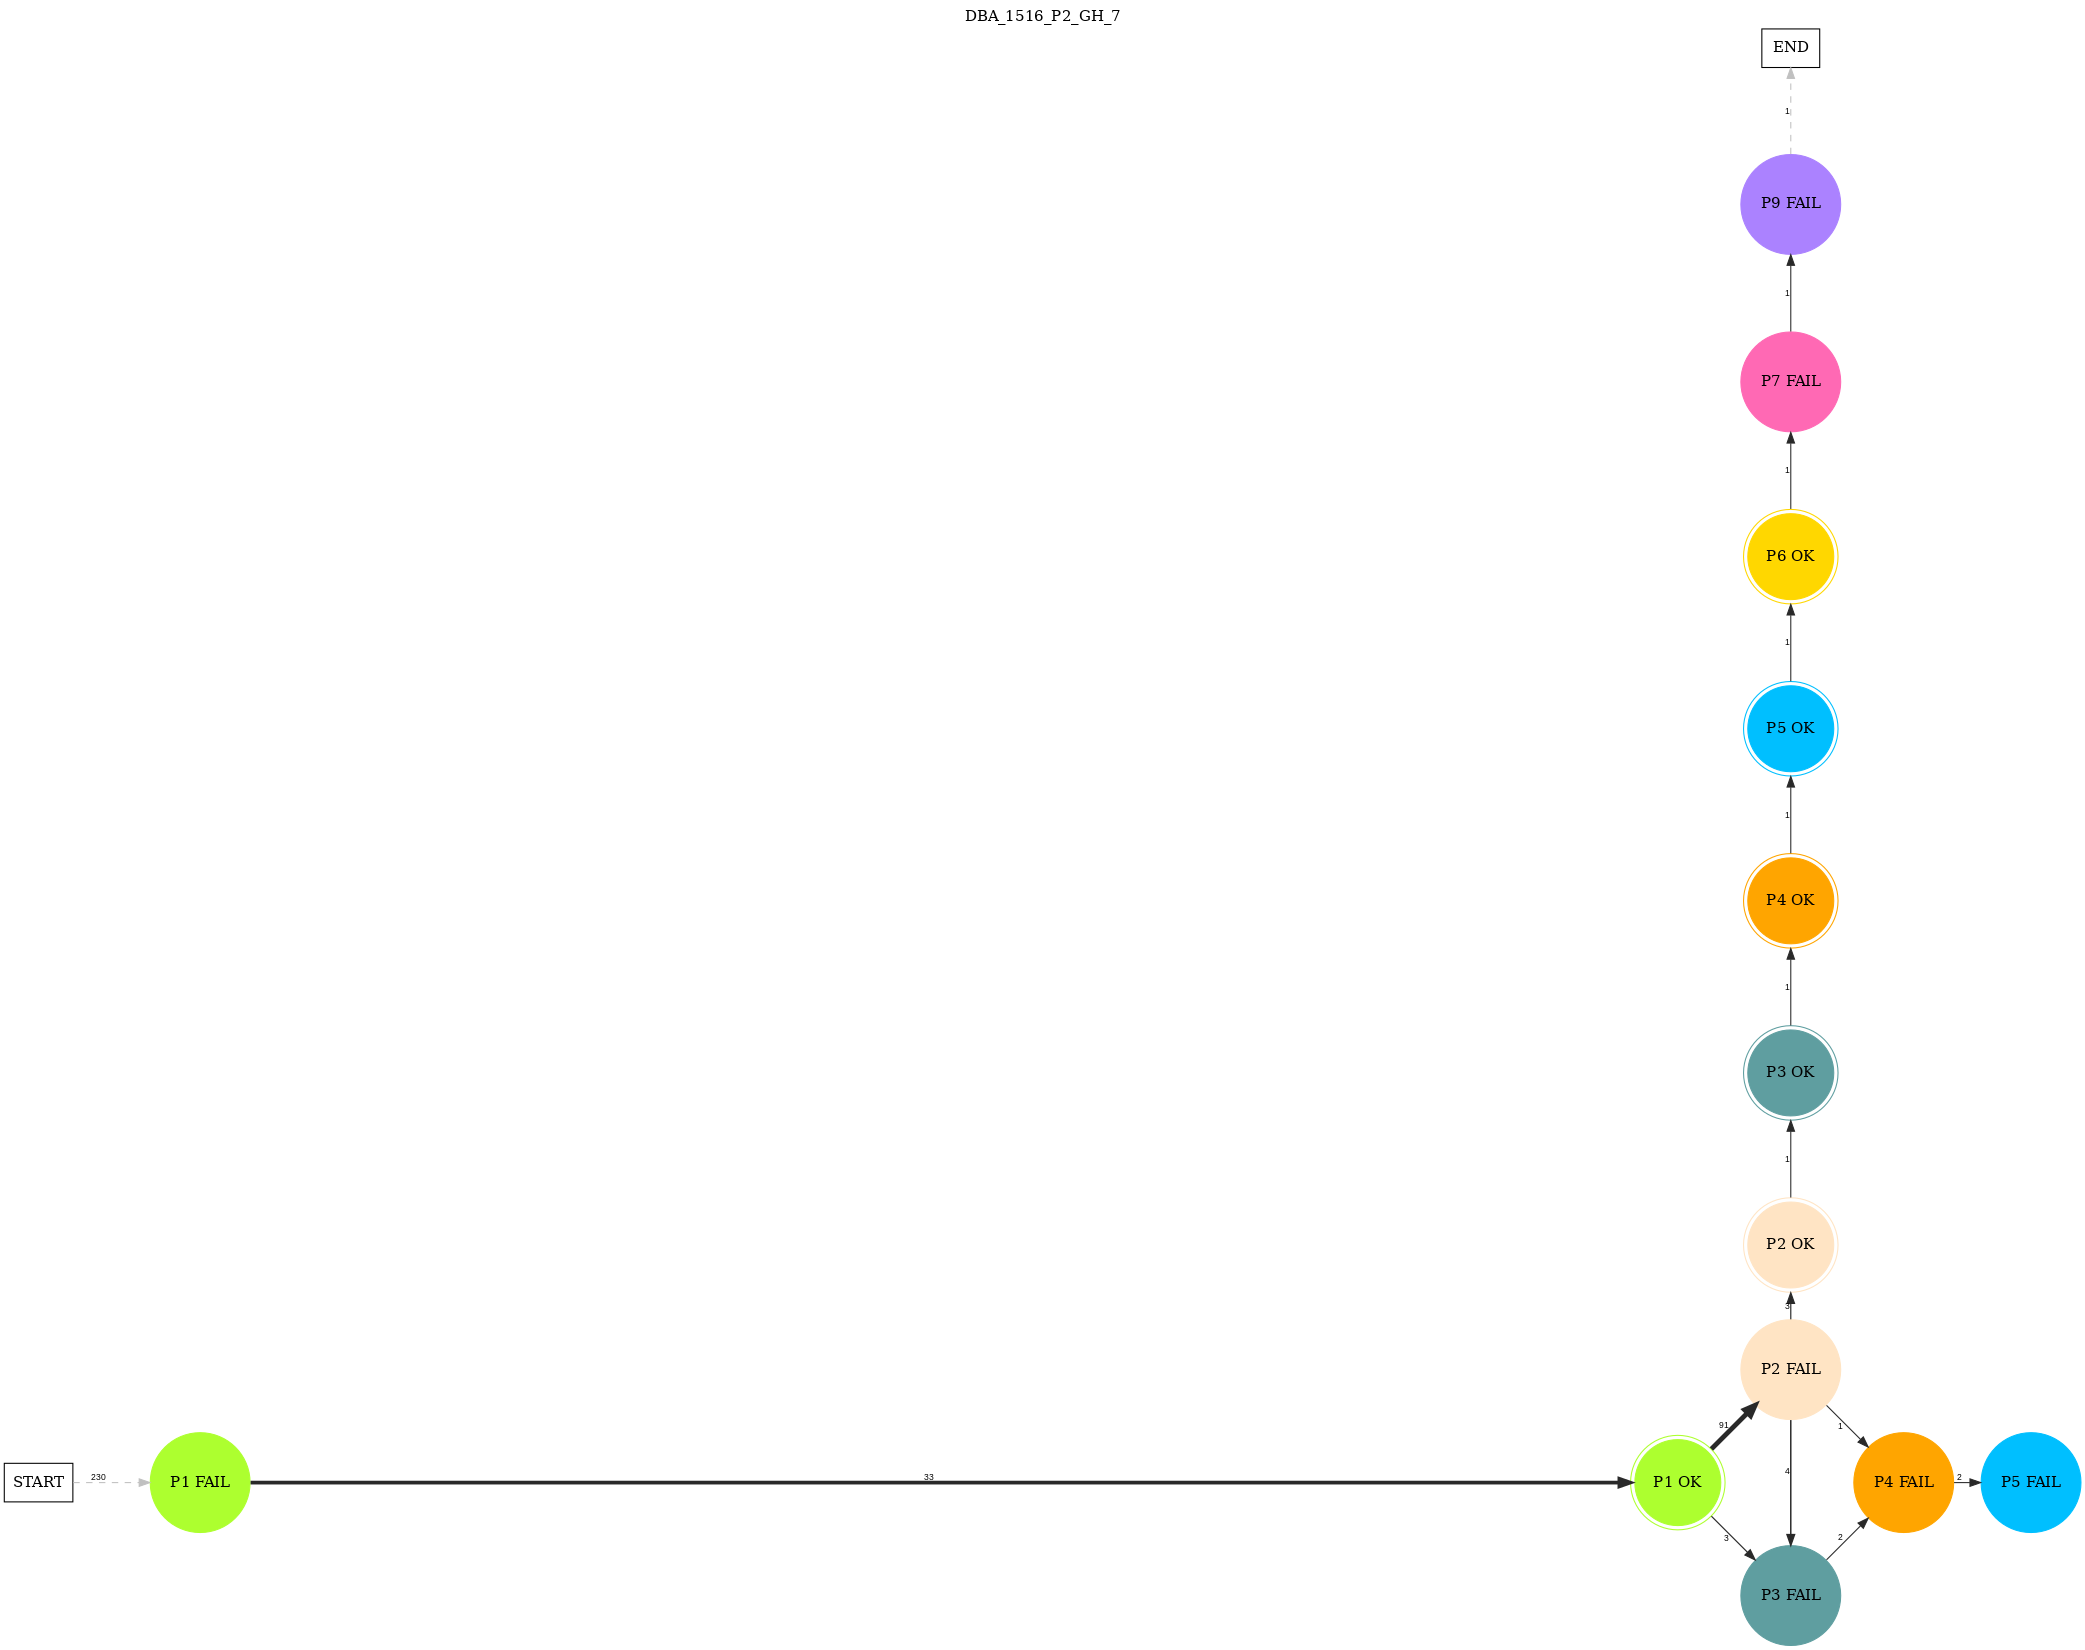 DBA_1516_P2_GH_7
END
1
P9 FAIL
1
P7 FAIL
1
P6 OK
1
P5 OK
1
P4 OK
1
P3 OK
1
P2 OK
3
P2 FAIL
91
1
4
START
230
P1 FAIL
33
P1 OK
P4 FAIL
2
P5 FAIL
3
2
P3 FAIL